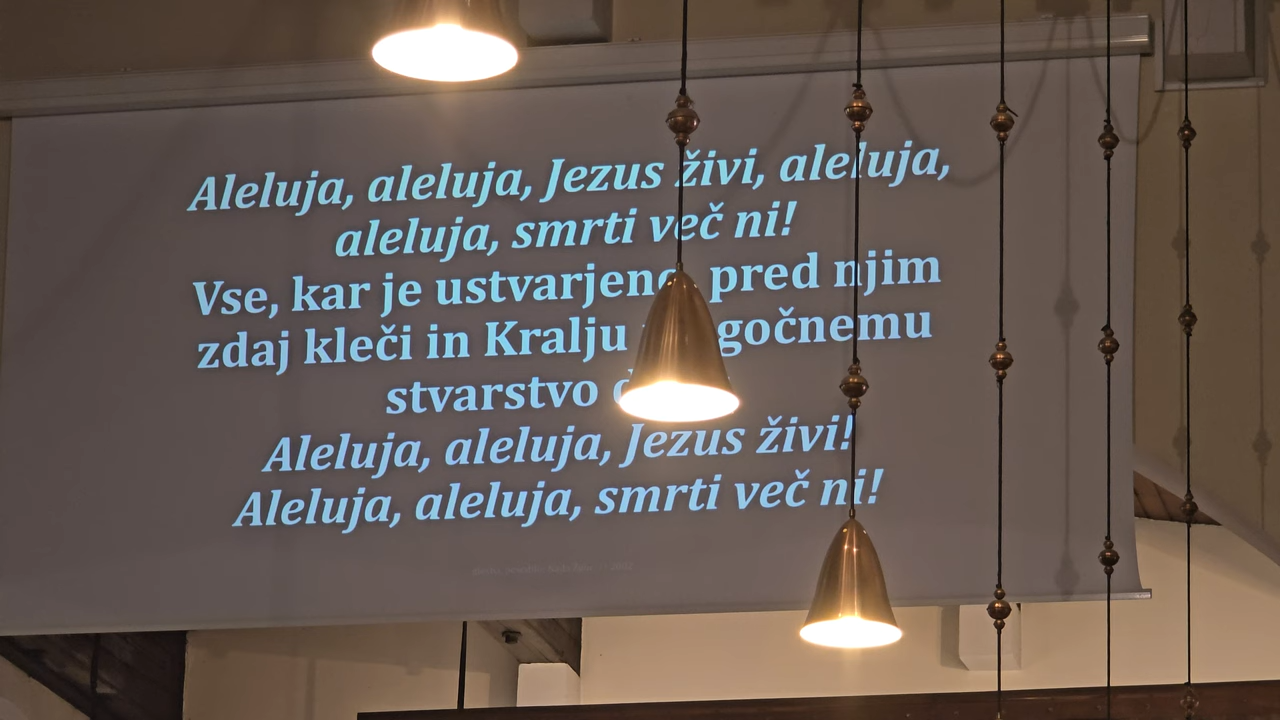 Aleluja, aleluja, Jezus živi, aleluja,
aleluja, smrti več ni!
Vse, kar je ustvarjeno, pred njim
zdaj kleči in Kralju
stvarstvo
Aleluja, aleluja, Jezus živi!
Aleluja, aleluja, smrti več ni!